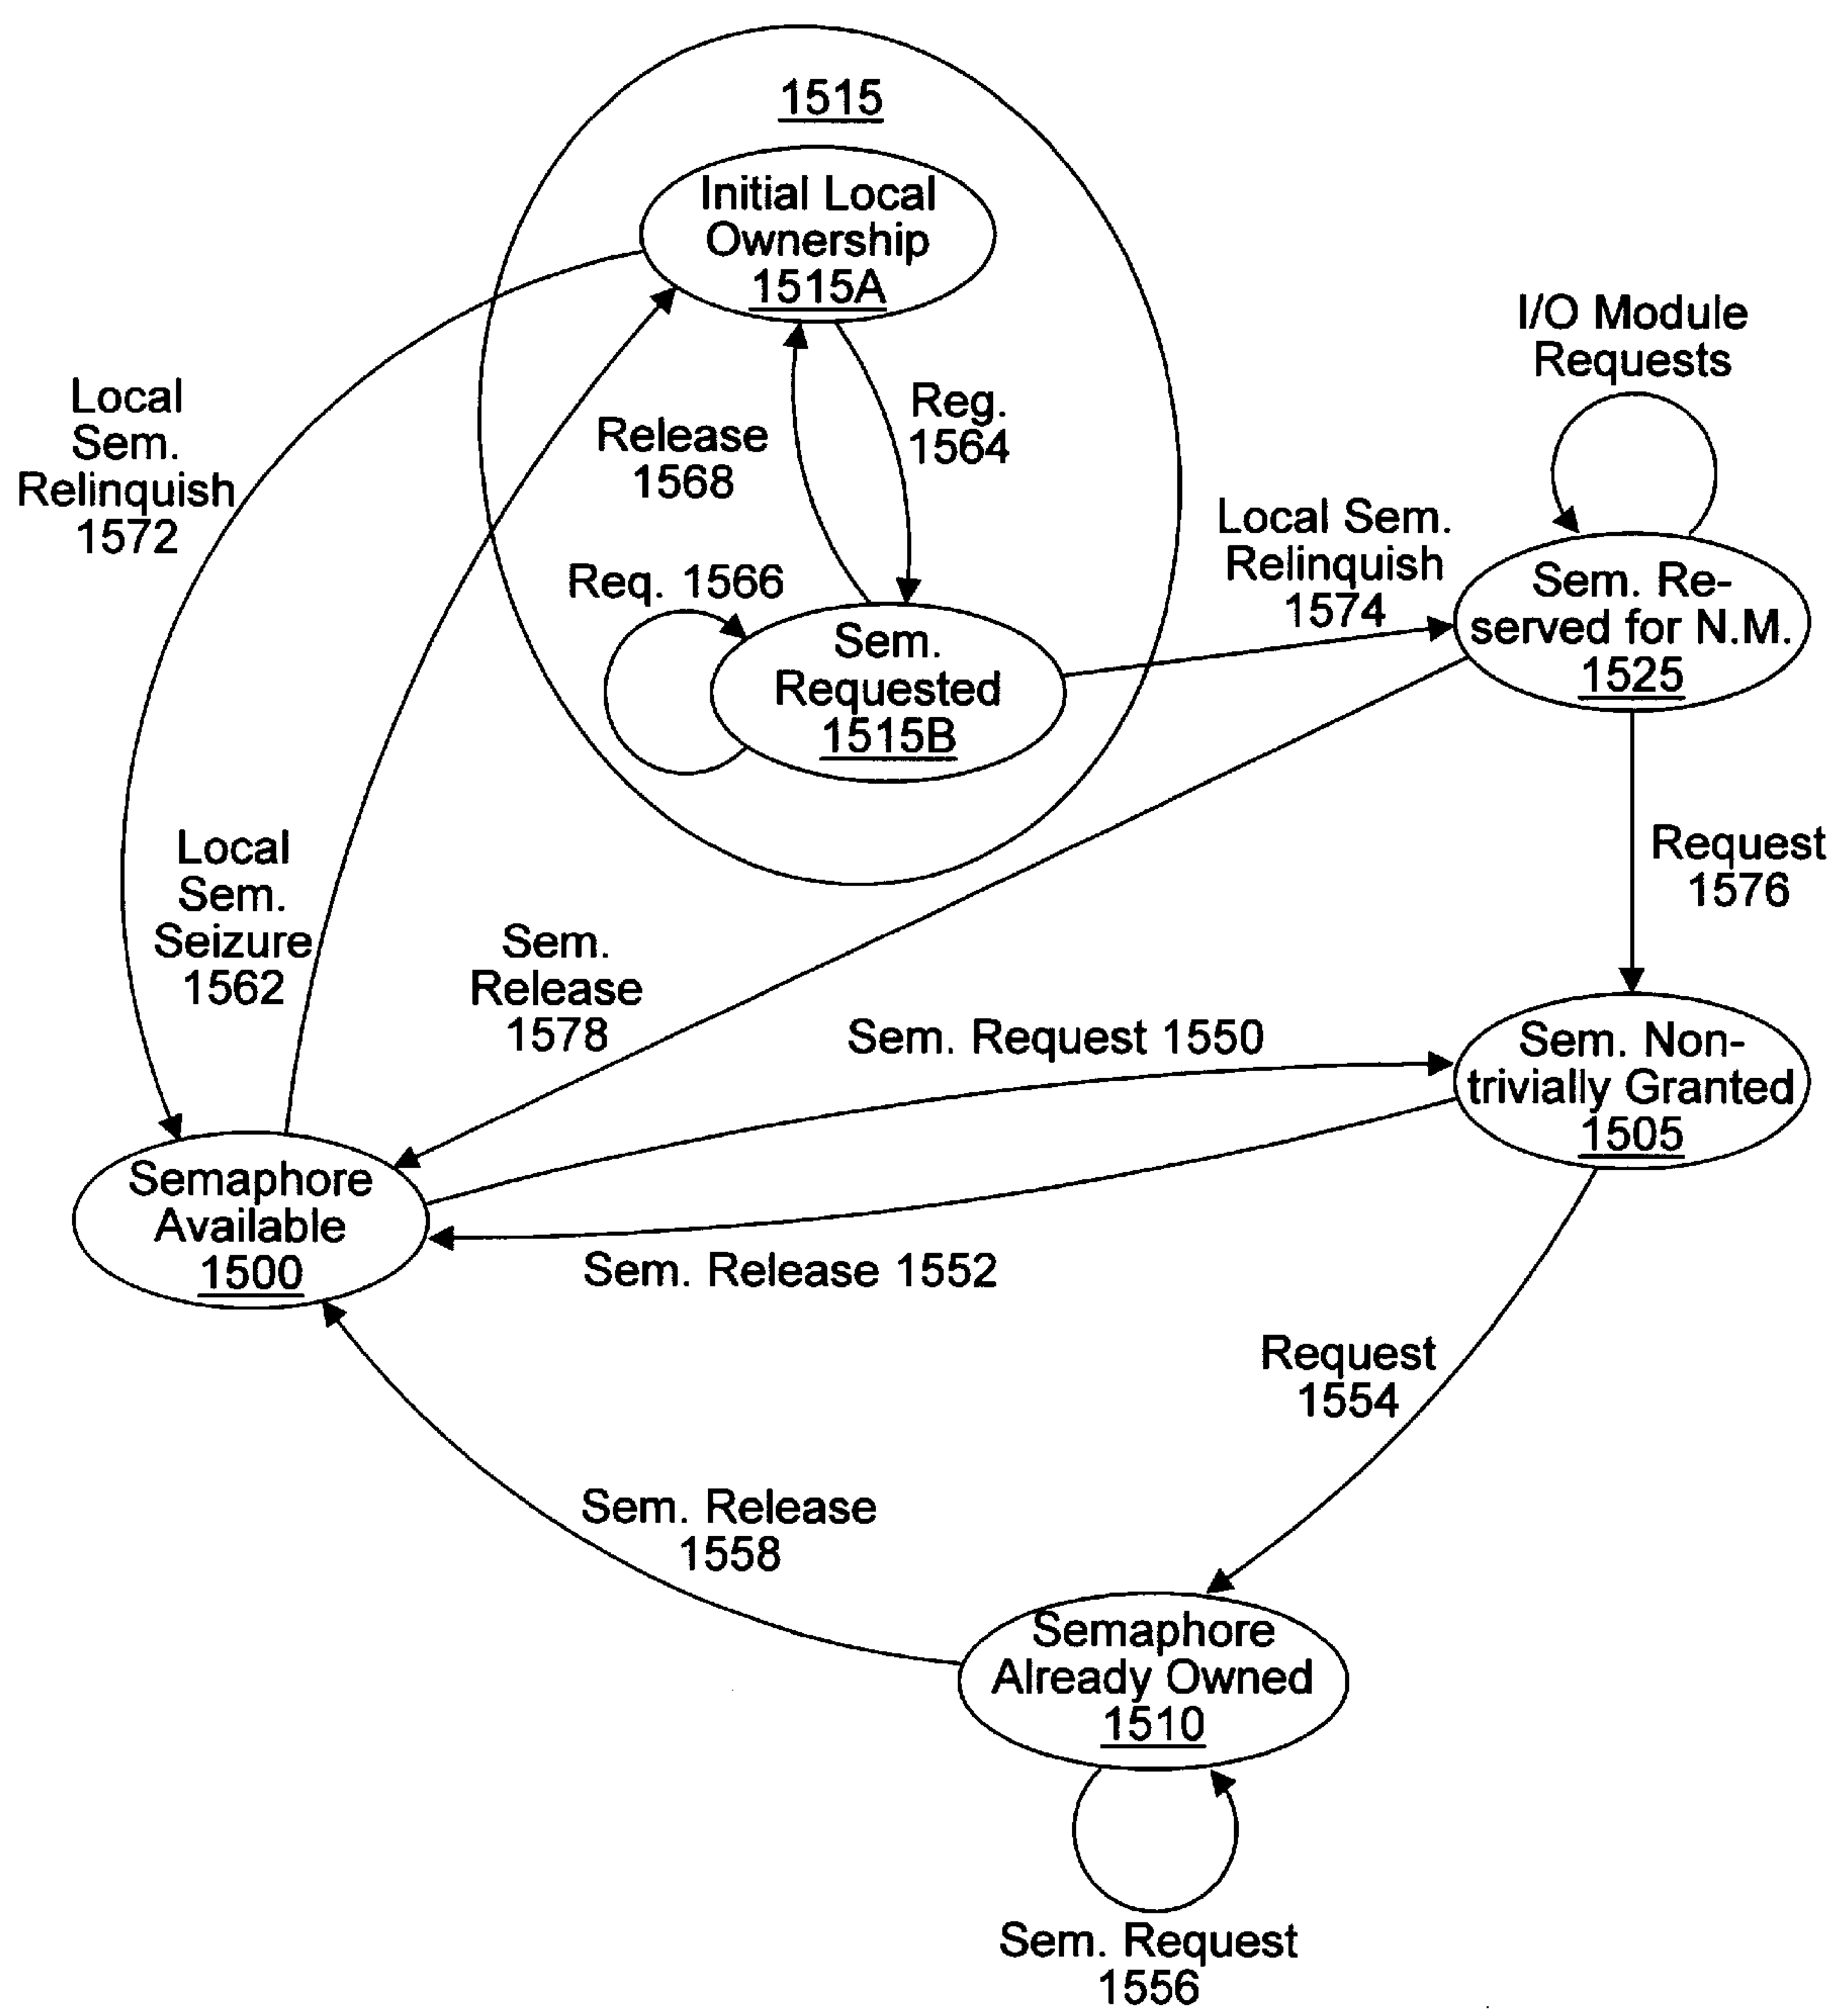 1515
Initial Local
Ownership
1515A
I/O Module
Requests
Local
Sem.
Relinquish
1572
Release
1568
Reg.
1564
Local Sem.
Relinquish
1574
Req. 1566
Sem.
Requested
1515B
Sem. Re-
served for N.M.
1525
Local
Sem.
Seizure
1562
Request
1576
Sem.
Release
1578
Sem. Request 1550
Sem. Non-
trivially Granted
1505
Semaphore
Available
1500
Sem. Release 1552
Request
1554
Sem. Release
1558
Semaphore
Already Owned
1510
Sem. Request
1556